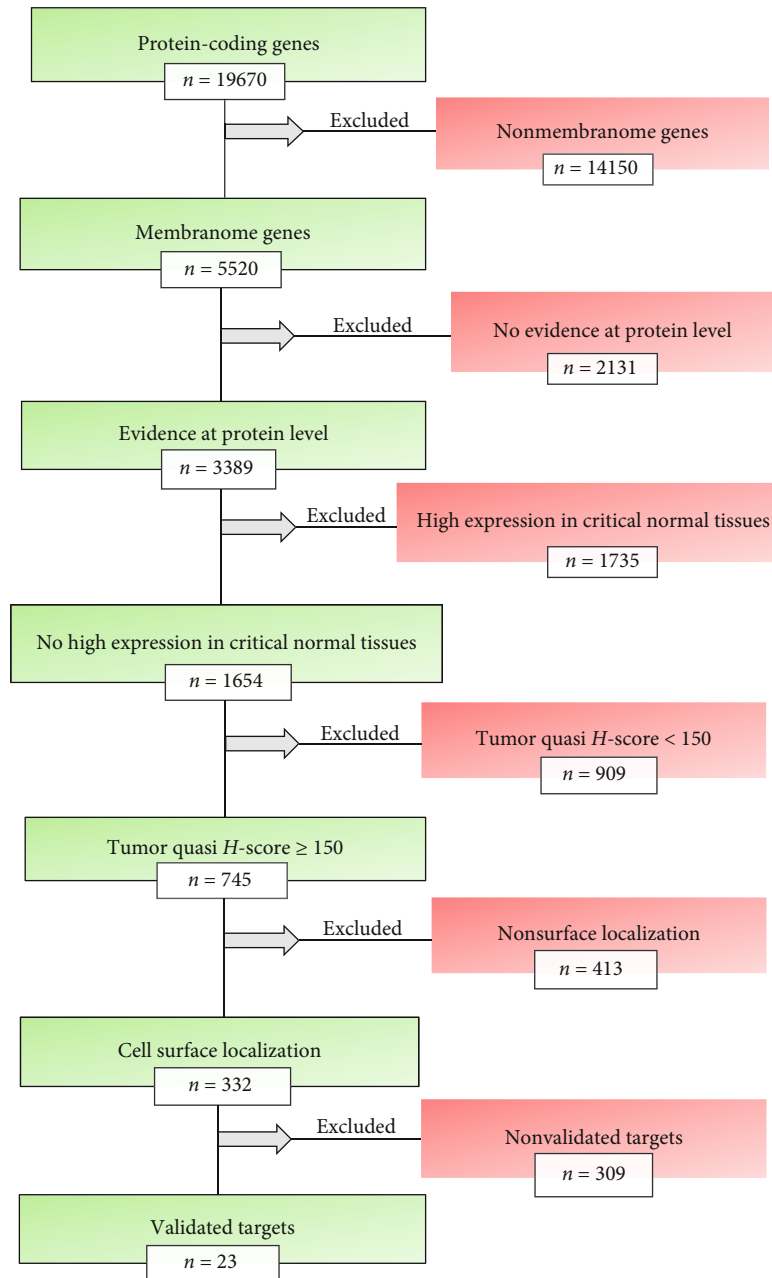 Protein-coding genes
n = 19670
Excluded
Nonmembranome genes
n = 14150
Membranome genes
n = 5520
Excluded
No evidence at protein level
n = 2131
Evidence at protein level
n = 3389
Excluded
High expression in critical normal tissues
n = 1735
No high expression in critical normal tissues
n = 1654
Excluded
Tumor quasi H-score < 150
n = 909
Tumor quasi H-score ≥ 150
n = 745
Excluded
Nonsurface localization
n = 413
Cell surface localization
n = 332
Excluded
Nonvalidated targets
n = 309
Validated targets
n = 23